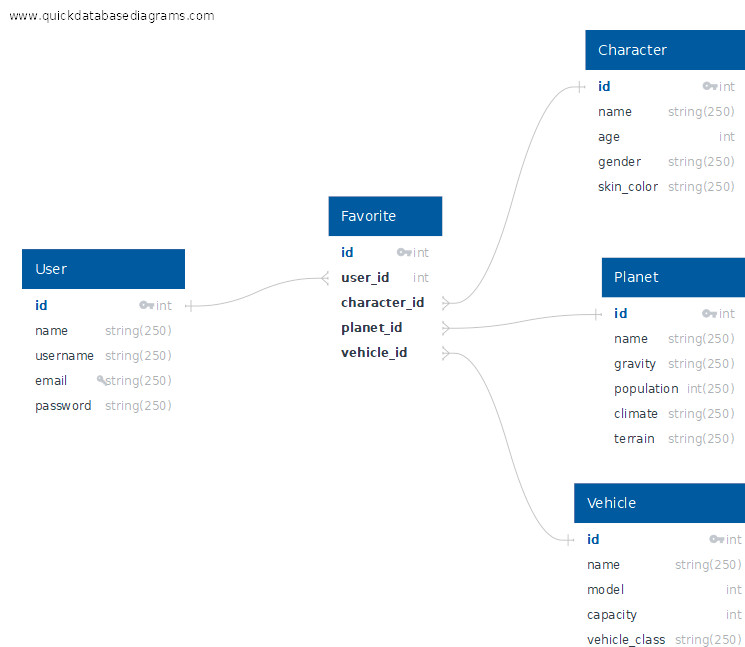 www.quickdatabasediagrams.com
Character
id int
name string(250)
age int
gender string(250)
skin_color string(250)
Favorite
id int
user_id int
character_id
planet_id
vehicle_id
User
id int
name string(250)
username string(250)
email string(250)
password string(250)
Planet
id int
name string(250)
gravity string(250)
population int(250)
climate string(250)
terrain string(250)
Vehicle
id int
name string(250)
model int
capacity int
vehicle_class string(250)